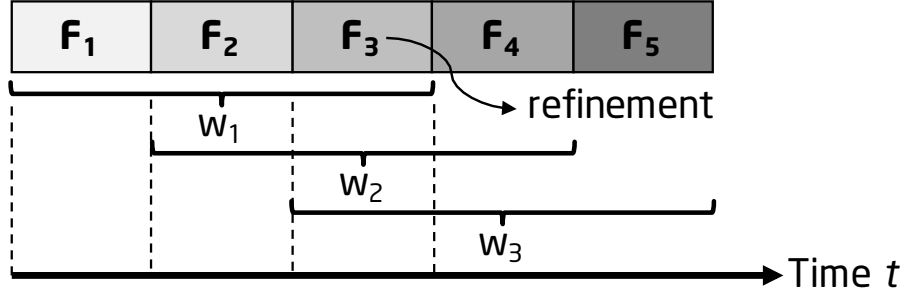 F₁ F₂ F₃ F₄ F₅
refinement
w₁
w₂
w₃
Time t